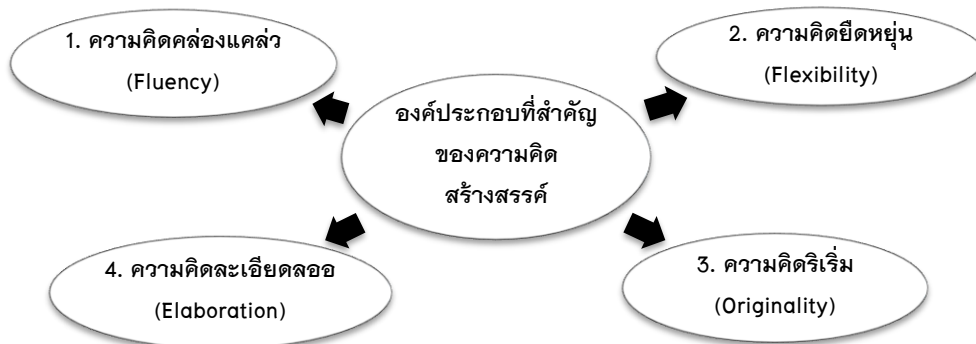 1. ความคิดคล่องแคล่ว
(Fluency)
2. ความคิดยืดหยุ่น
(Flexibility)
องค์ประกอบที่สำคัญ
ของความคิด
สร้างสรรค์
4. ความคิดละเอียดลออ
(Elaboration)
3. ความคิดริเริ่ม
(Originality)